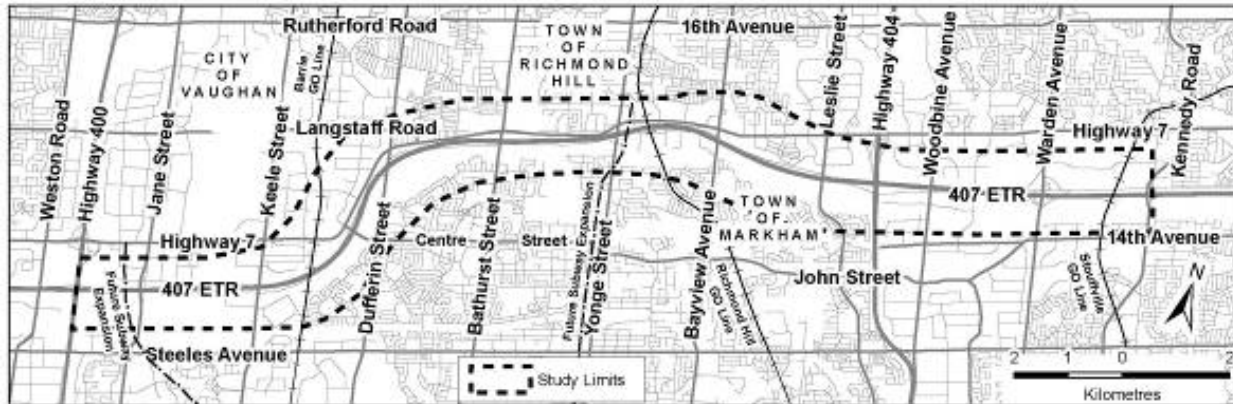 Rutherford Road
TOWN
OF
RICHMOND
HILL
16th Avenue
CITY
OF
VAUGHAN
Barrie
GO Line
Leslie Street
Highway 404
Woodbine Avenue
Warden Avenue
Kennedy Road
Weston Road
Highway 400
Jane Street
Keele Street
Langstaff Road
Highway 7
407 ETR
TOWN
OF
MARKHAM
Highway 7
Centre Street
14th Avenue
407 ETR
Future Subway
Expansion
Dufferin Street
Bathurst Street
Future Subway Expansion
Yonge Street
Bayview Avenue
Richmond Hill
GO Line
John Street
Stouffville
GO Line
N
Steeles Avenue
Study Limits
2 1 0 2
Kilometres